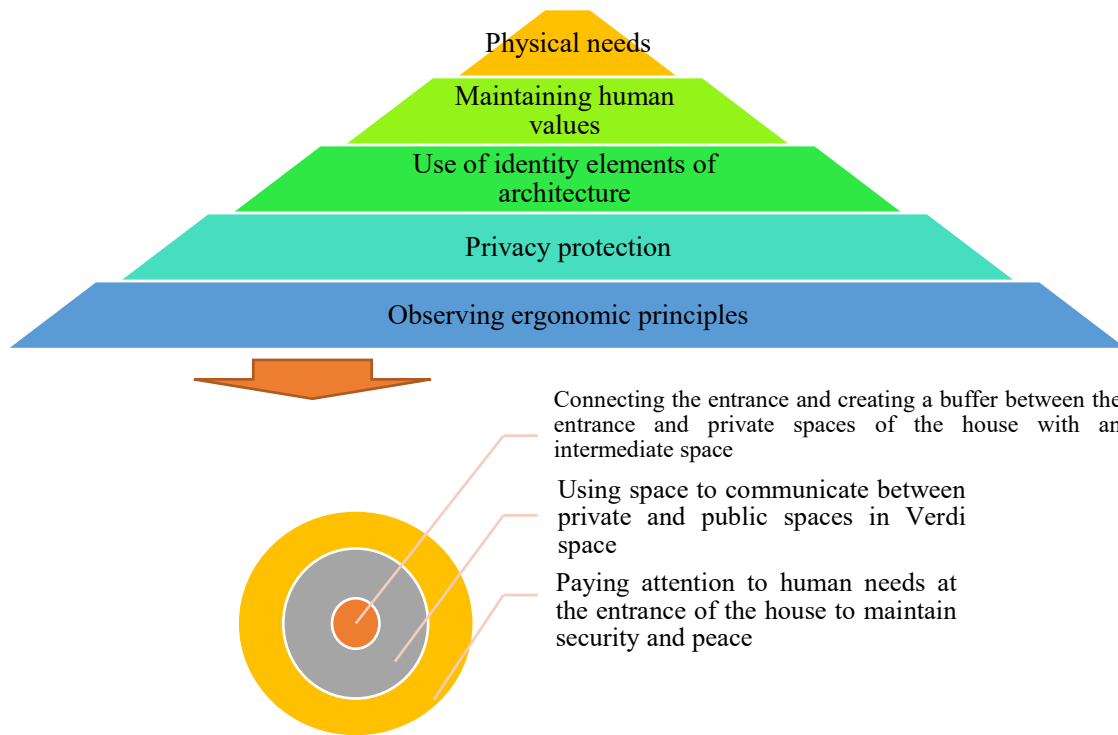 Physical needs
Maintaining human
values
Use of identity elements of
architecture
Privacy protection
Observing ergonomic principles
Connecting the entrance and creating a buffer between the
entrance and private spaces of the house with an
intermediate space
Using space to communicate between
private and public spaces in Verdi
space
Paying attention to human needs at
the entrance of the house to maintain
security and peace